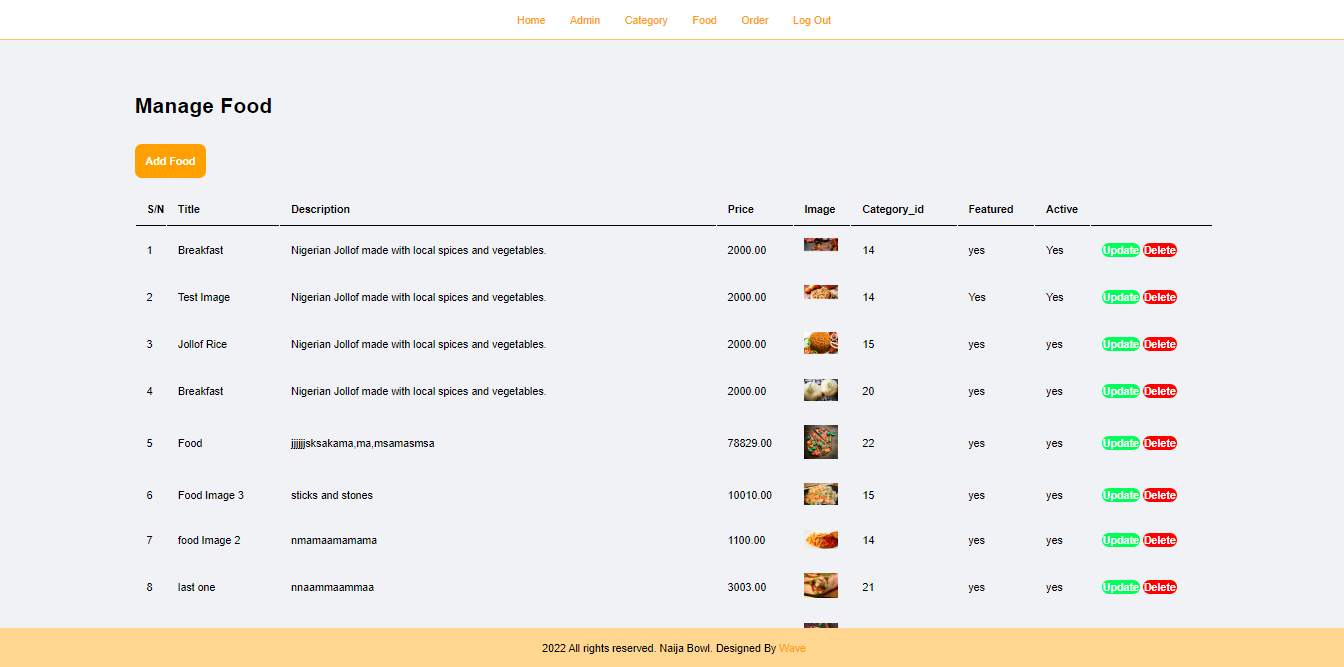 Home Admin Category Food Order Log Out
Manage Food
Add Food
S/N Title Description Price Image Category_id Featured Active
1 Breakfast Nigerian Jollof made with local spices and vegetables. 2000.00 14 yes Yes Update Delete
2 Test Image Nigerian Jollof made with local spices and vegetables. 2000.00 14 Yes Yes Update Delete
3 Jollof Rice Nigerian Jollof made with local spices and vegetables. 2000.00 15 yes yes Update Delete
4 Breakfast Nigerian Jollof made with local spices and vegetables. 2000.00 20 yes yes Update Delete
5 Food jjjjjjsksakama,ma,msamasmsa 78829.00 22 yes yes Update Delete
6 Food Image 3 sticks and stones 10010.00 15 yes yes Update Delete
7 food Image 2 nmamaamamama 1100.00 14 yes yes Update Delete
8 last one nnaammaammaa 3003.00 21 yes yes Update Delete
2022 All rights reserved. Naija Bowl. Designed By Wave